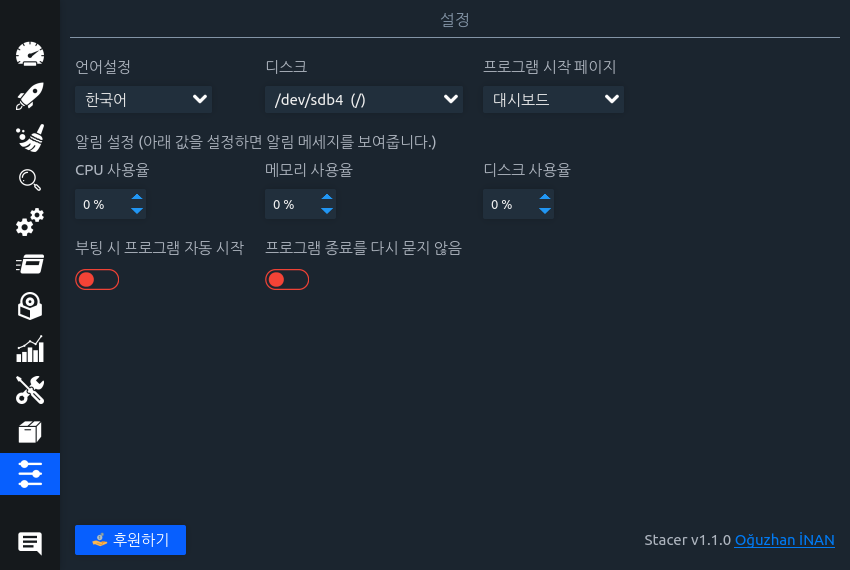 설정
언어설정 디스크 프로그램 시작 페이지
한국어 /dev/sdb4 (/) 대시보드
알림 설정 (아래 값을 설정하면 알림 메세지를 보여줍니다.)
CPU 사용율 메모리 사용율 디스크 사용율
0 % 0 % 0 %
부팅 시 프로그램 자동 시작 프로그램 종료를 다시 묻지 않음
후원하기 Stacer v1.1.0 Oğuzhan İNAN